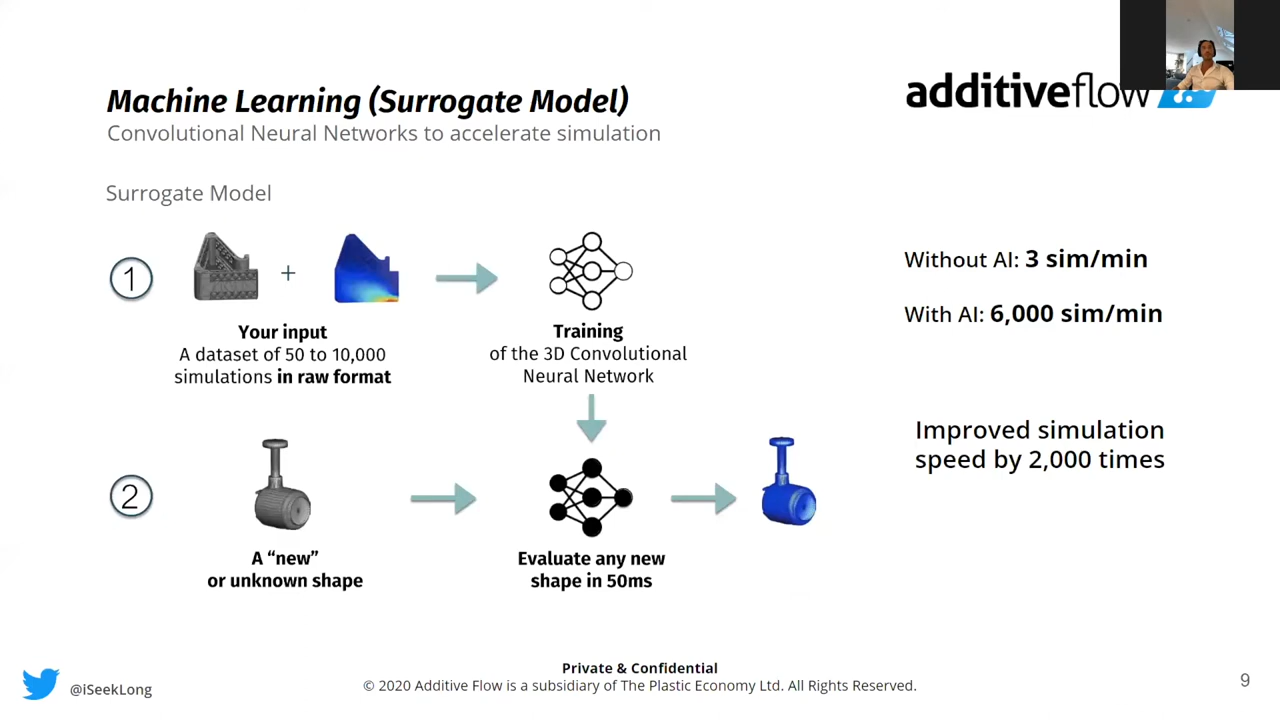 Machine Learning (Surrogate Model)
Convolutional Neural Networks to accelerate simulation
additiveflow
Surrogate Model
1
+
Your input
A dataset of 50 to 10,000
simulations in raw format
Training
of the 3D Convolutional
Neural Network
Without AI: 3 sim/min
With AI: 6,000 sim/min
Improved simulation
speed by 2,000 times
2
A “new”
or unknown shape
Evaluate any new
shape in 50ms
@iSeekLong
Private & Confidential
© 2020 Additive Flow is a subsidiary of The Plastic Economy Ltd. All Rights Reserved.
9